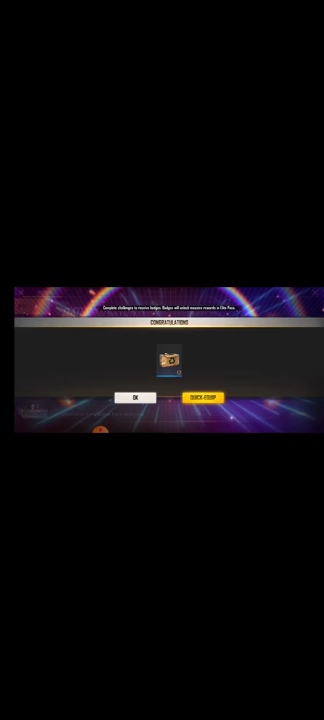 Complete challenges to receive badges. Badges will unlock massive rewards in Elite Pass.
CONGRATULATIONS
OK
QUICK-EQUIP